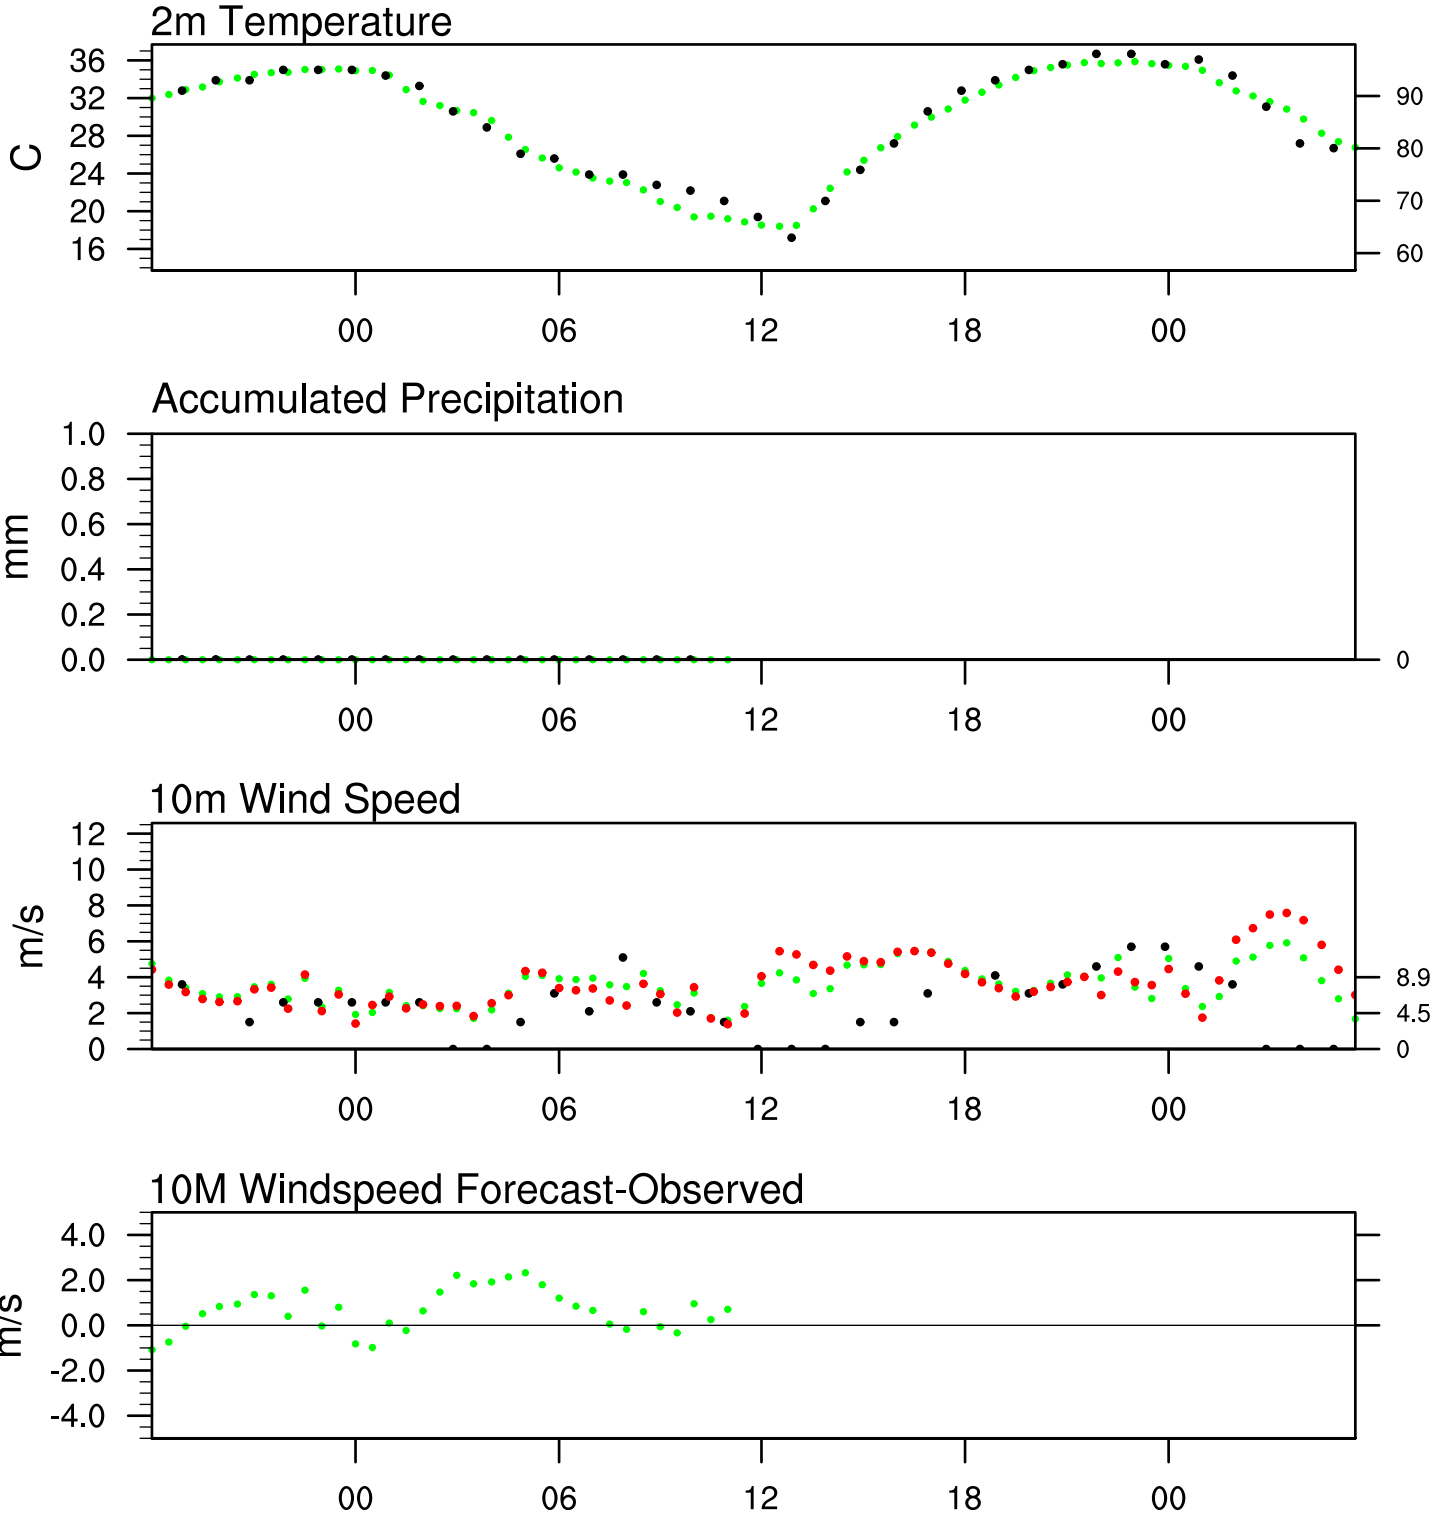 2m Temperature
36
32
28
24
20
16
C
90
80
70
60
00 06 12 18 00
Accumulated Precipitation
1.0
0.8
0.6
0.4
0.2
0.0
mm
0
00 06 12 18 00
10m Wind Speed
12
10
8
6
4
2
0
m/s
8.9
4.5
0
00 06 12 18 00
10M Windspeed Forecast-Observed
4.0
2.0
0.0
-2.0
-4.0
m/s
00 06 12 18 00